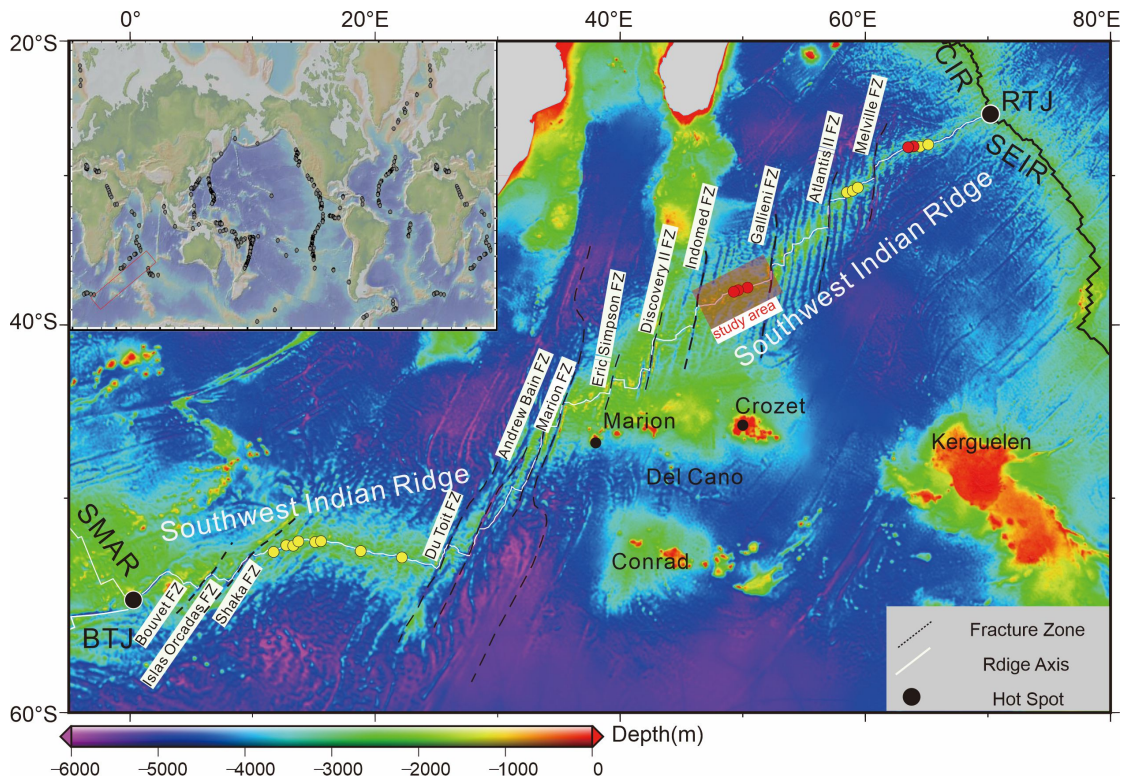 0°
20°E
40°E
60°E
80°E
20°S
40°S
60°S
CIR
RTJ
SEIR
Melville FZ
Atlantis II FZ
Gallieni FZ
Indomed FZ
Discovery II FZ
Eric Simpson FZ
Marion FZ
Andrew Bain FZ
Du Toit FZ
Shaka FZ
Islas Orcadas FZ
Bouvet FZ
study area
Southwest Indian Ridge
Southwest Indian Ridge
Marion
Crozet
Del Cano
Kerguelen
Conrad
SMAR
BTJ
Fracture Zone
Rdige Axis
Hot Spot
Depth(m)
−6000
−5000
−4000
−3000
−2000
−1000
0